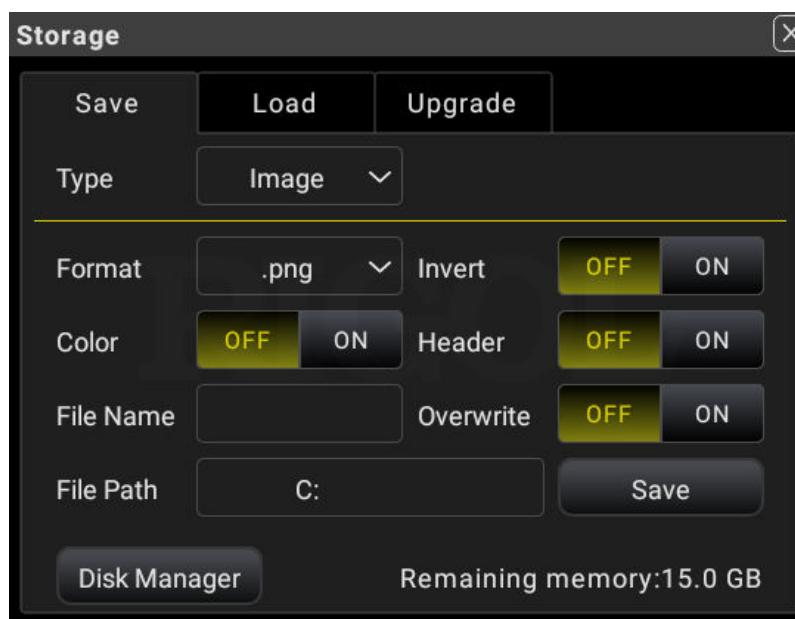 Storage
Save Load Upgrade
Type Image
Format .png Invert OFF ON
Color OFF ON Header OFF ON
File Name Overwrite OFF ON
File Path C: Save
Disk Manager Remaining memory:15.0 GB